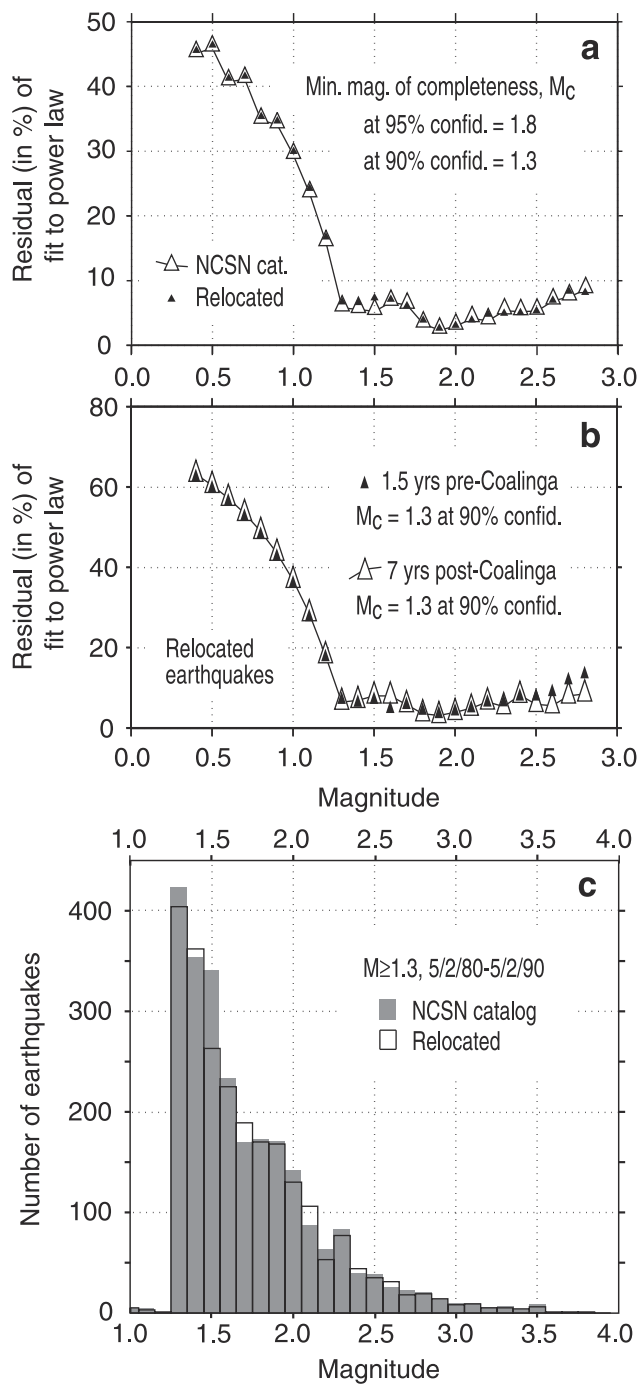 50
40
30
20
10
0
Residual (in %) of
fit to power law
a
Min. mag. of completeness, MC
at 95% confid. = 1.8
at 90% confid. = 1.3
NCSN cat.
Relocated
0.0 0.5 1.0 1.5 2.0 2.5 3.0
80
60
40
20
0
Residual (in %) of
fit to power law
b
1.5 yrs pre-Coalinga
MC = 1.3 at 90% confid.
7 yrs post-Coalinga
MC = 1.3 at 90% confid.
Relocated
earthquakes
0.0 0.5 1.0 1.5 2.0 2.5 3.0
Magnitude
1.0 1.5 2.0 2.5 3.0 3.5 4.0
400
300
200
100
0
Number of earthquakes
c
M≥1.3, 5/2/80-5/2/90
NCSN catalog
Relocated
1.0 1.5 2.0 2.5 3.0 3.5 4.0
Magnitude